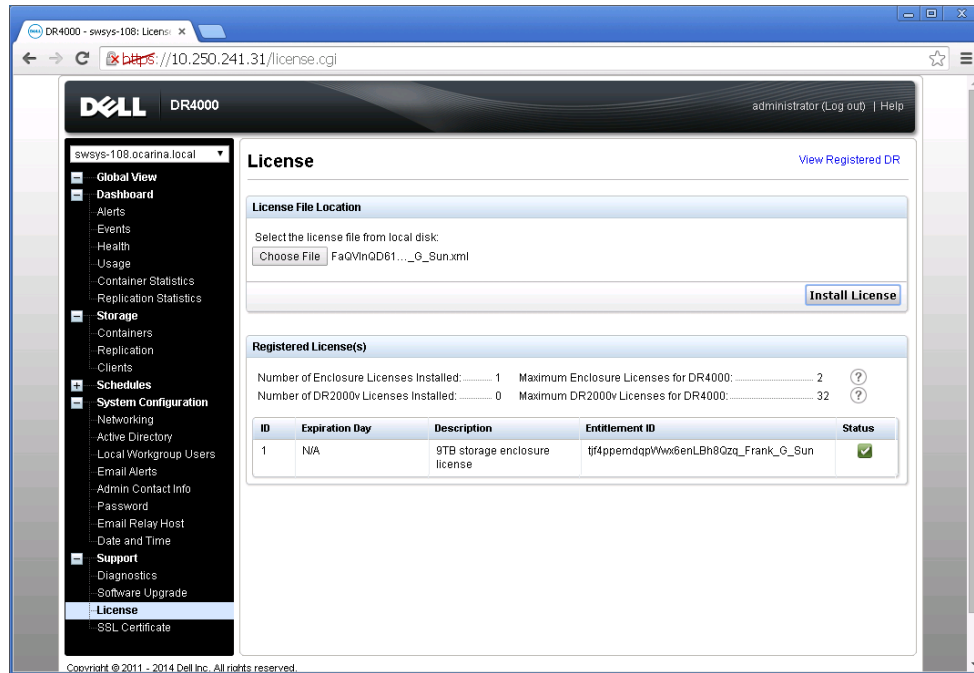 DR4000 - swsys-108: Licens
https://10.250.241.31/license.cgi
DELL DR4000
administrator (Log out) | Help
swsys-108.ocarina.local
Global View
Dashboard
Alerts
Events
Health
Usage
Container Statistics
Replication Statistics
Storage
Containers
Replication
Clients
Schedules
System Configuration
Networking
Active Directory
Local Workgroup Users
Email Alerts
Admin Contact Info
Password
Email Relay Host
Date and Time
Support
Diagnostics
Software Upgrade
License
SSL Certificate
License
View Registered DR
License File Location
Select the license file from local disk:
Choose File FaQVlnQD61..._G_Sun.xml
Install License
Registered License(s)
Number of Enclosure Licenses Installed: 1 Maximum Enclosure Licenses for DR4000: 2 ?
Number of DR2000v Licenses Installed: 0 Maximum DR2000v Licenses for DR4000: 32 ?
ID Expiration Day Description Entitlement ID Status
1 N/A 9TB storage enclosure license tjf4ppemdqpWwx6enLBh8Qzq_Frank_G_Sun
Copyright @ 2011 - 2014 Dell Inc. All rights reserved.